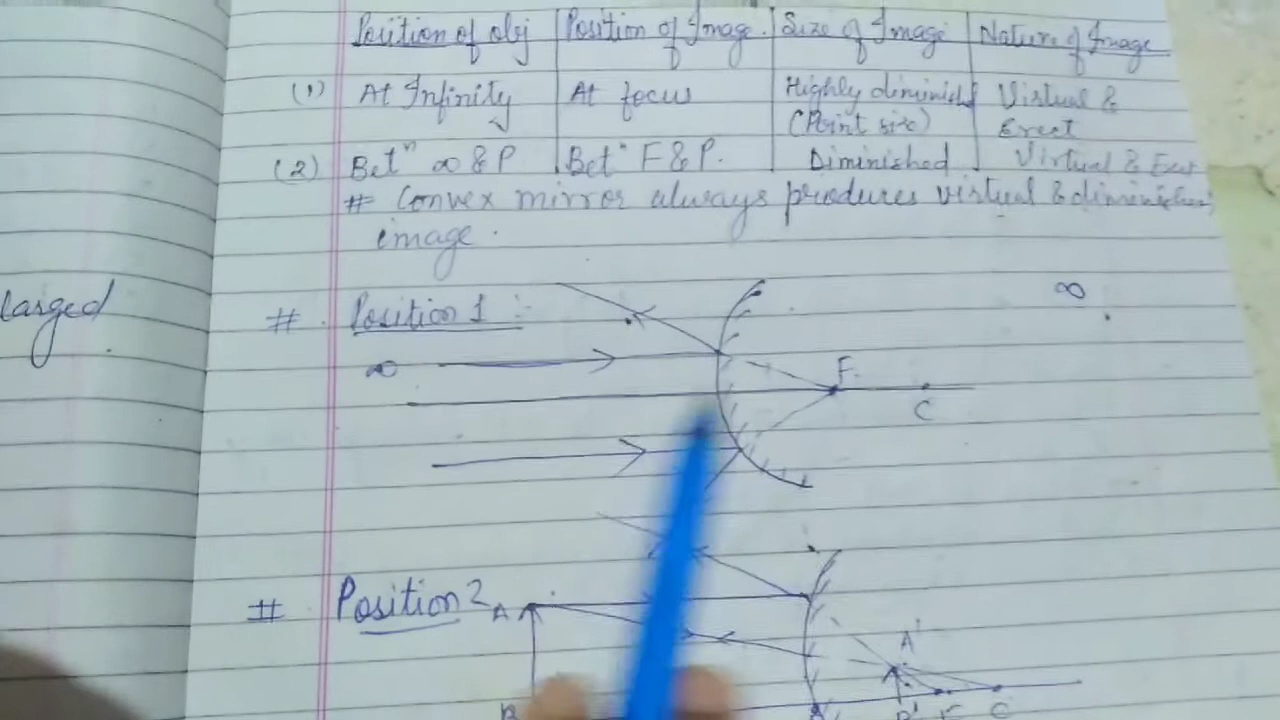 Position of obj Position of Image. Size of Image Nature of Image
(1) At Infinity At focus Highly diminish Virtual &
(Point size) Erect
(2) Betⁿ ∞ & P Betⁿ F & P. Diminished Virtual & Erect
# Convex mirror always produces virtual & diminished
image.
larged
# Position 1 :-
∞
∞
F
C
# Position 2
A
A'
B
B'
F
C